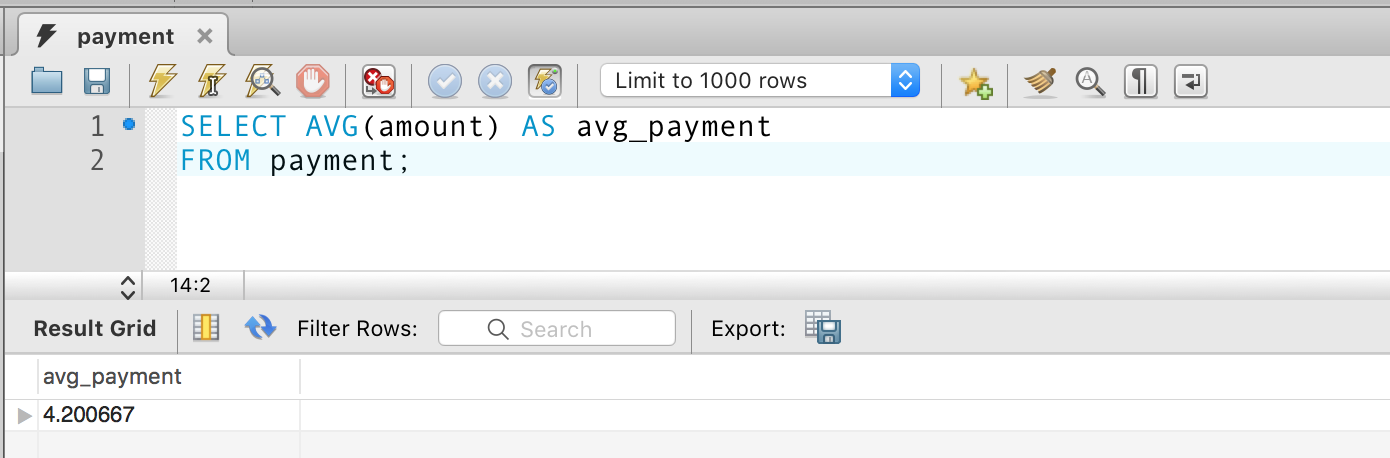 payment
Limit to 1000 rows
1 SELECT AVG(amount) AS avg_payment
2 FROM payment;
14:2
Result Grid Filter Rows: Search Export:
avg_payment
4.200667